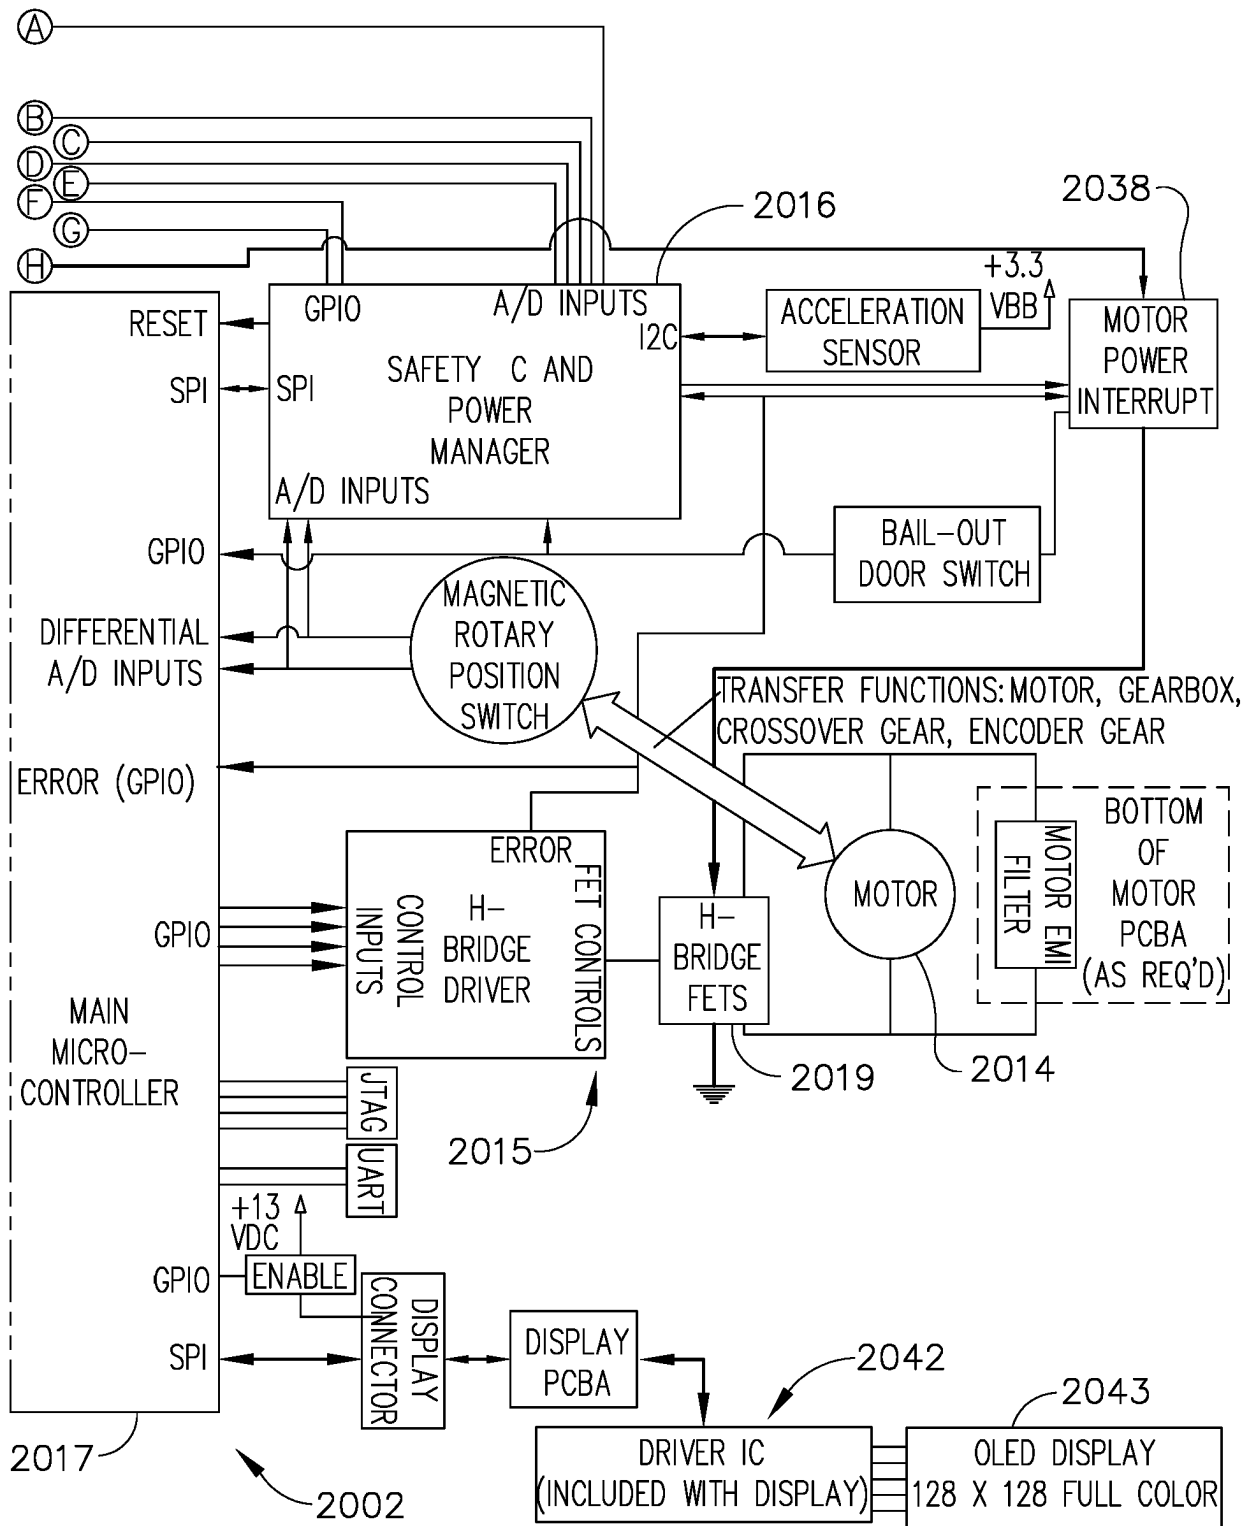 A
B
C
D
E
F
G
H
2016
2038
+3.3
VBB
RESET
SPI
GPIO
A/D INPUTS
I2C
SPI
SAFETY C AND
POWER
MANAGER
A/D INPUTS
ACCELERATION
SENSOR
MOTOR
POWER
INTERRUPT
GPIO
BAIL-OUT
DOOR SWITCH
DIFFERENTIAL
A/D INPUTS
MAGNETIC
ROTARY
POSITION
SWITCH
TRANSFER FUNCTIONS: MOTOR, GEARBOX,
CROSSOVER GEAR, ENCODER GEAR
ERROR (GPIO)
ERROR
FET CONTROLS
CONTROL
INPUTS
H-
BRIDGE
DRIVER
GPIO
H-
BRIDGE
FETS
MOTOR
MOTOR EMI
FILTER
BOTTOM
OF
MOTOR
PCBA
(AS REQ'D)
MAIN
MICRO-
CONTROLLER
2019
2014
2015
JTAG
UART
+13
VDC
GPIO
ENABLE
SPI
DISPLAY
CONNECTOR
DISPLAY
PCBA
2042
2043
DRIVER IC
(INCLUDED WITH DISPLAY)
OLED DISPLAY
128 X 128 FULL COLOR
2017
2002